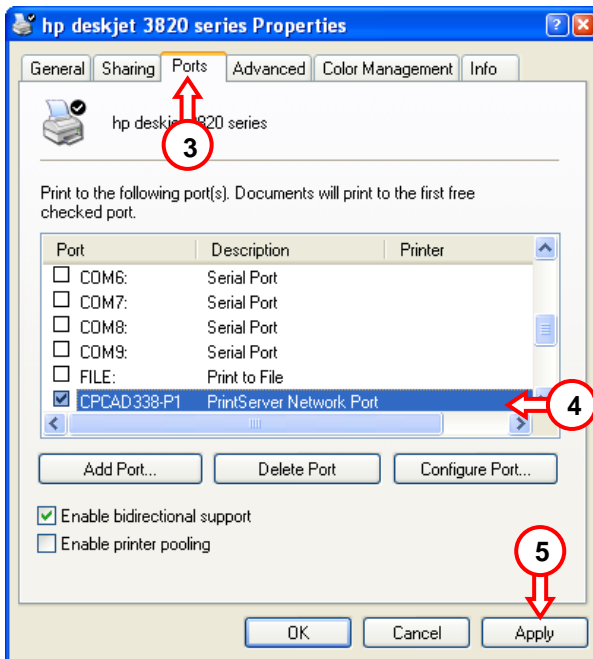 hp deskjet 3820 series Properties
General Sharing Ports Advanced Color Management Info
3
hp deskjet 3820 series
Print to the following port(s). Documents will print to the first free
checked port.
Port Description Printer
COM6: Serial Port
COM7: Serial Port
COM8: Serial Port
COM9: Serial Port
FILE: Print to File
CPCAD338-P1 PrintServer Network Port
4
Add Port... Delete Port Configure Port...
Enable bidirectional support
Enable printer pooling
5
OK Cancel Apply